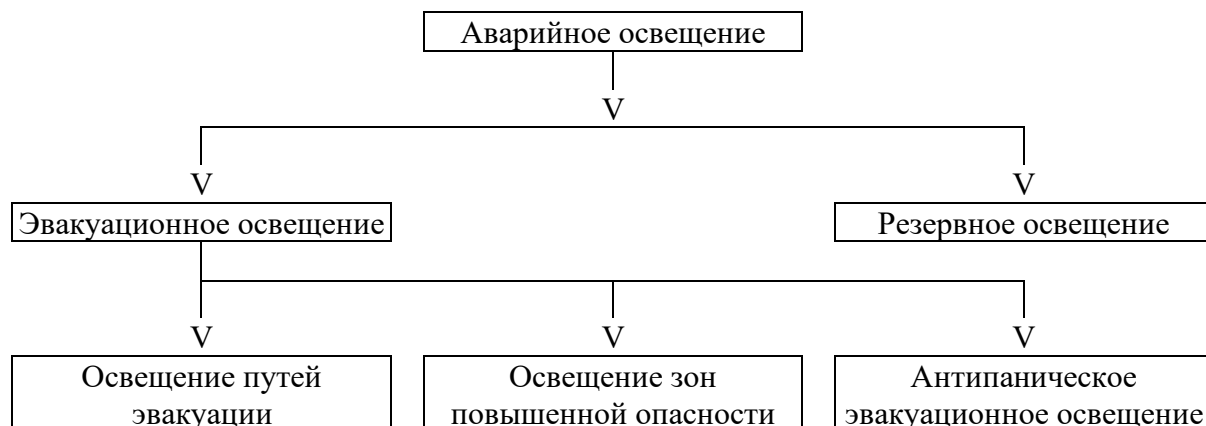 Аварийное освещение
V
V
V
Эвакуационное освещение
Резервное освещение
V
V
V
Освещение путей
эвакуации
Освещение зон
повышенной опасности
Антипаническое
эвакуационное освещение